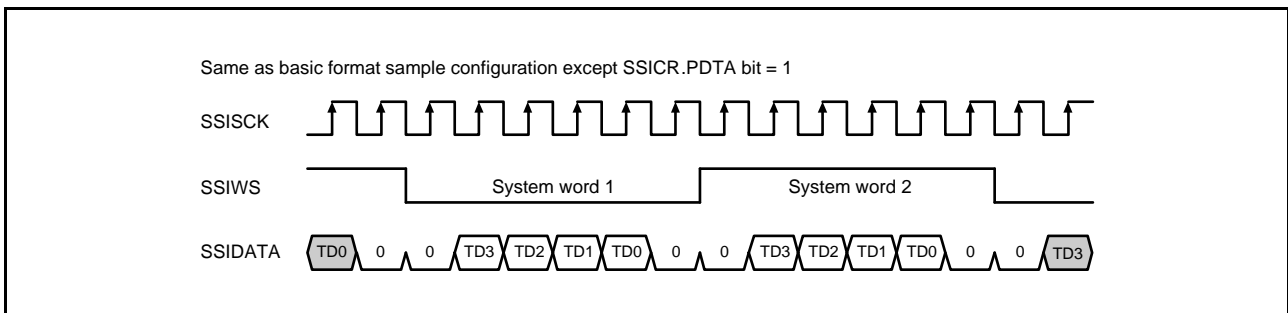 Same as basic format sample configuration except SSICR.PDTA bit = 1
SSISCK
SSIWS System word 1 System word 2
SSIDATA TD0 0 0 TD3 TD2 TD1 TD0 0 0 TD3 TD2 TD1 TD0 0 0 TD3